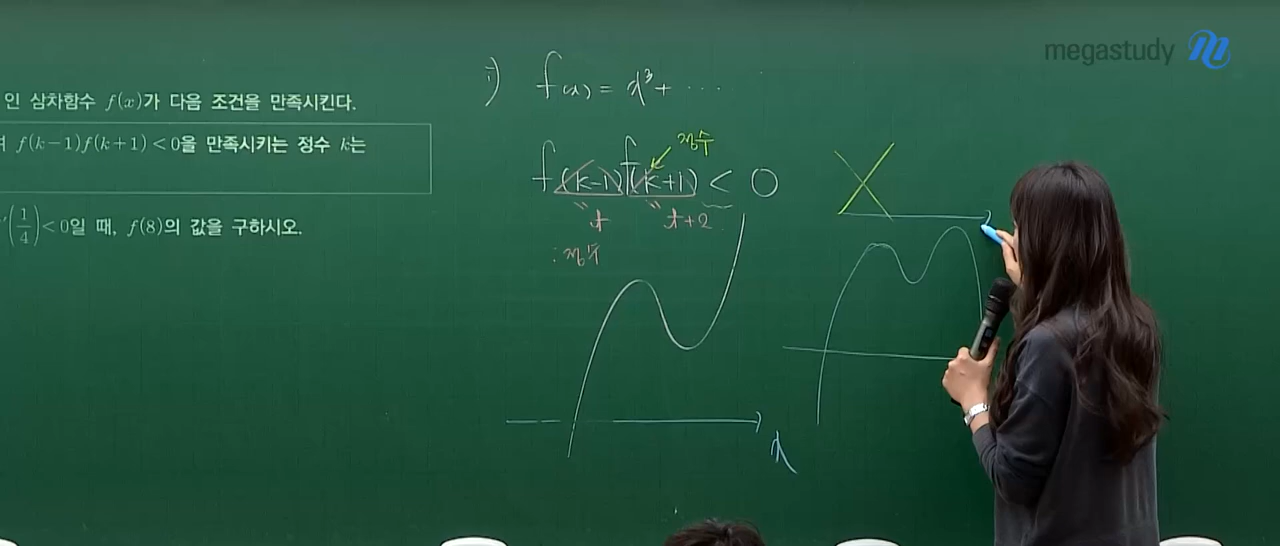 megastudy
인 삼차함수 f(x)가 다음 조건을 만족시킨다.
f(k-1)f(k+1)<0을 만족시키는 정수 k는
(1/4)<0일 때, f(8)의 값을 구하시오.
i) f(x) = x³+ ⋯
정수
f(k-1)f(k+1) < 0
" t " t+2
: 정수
x